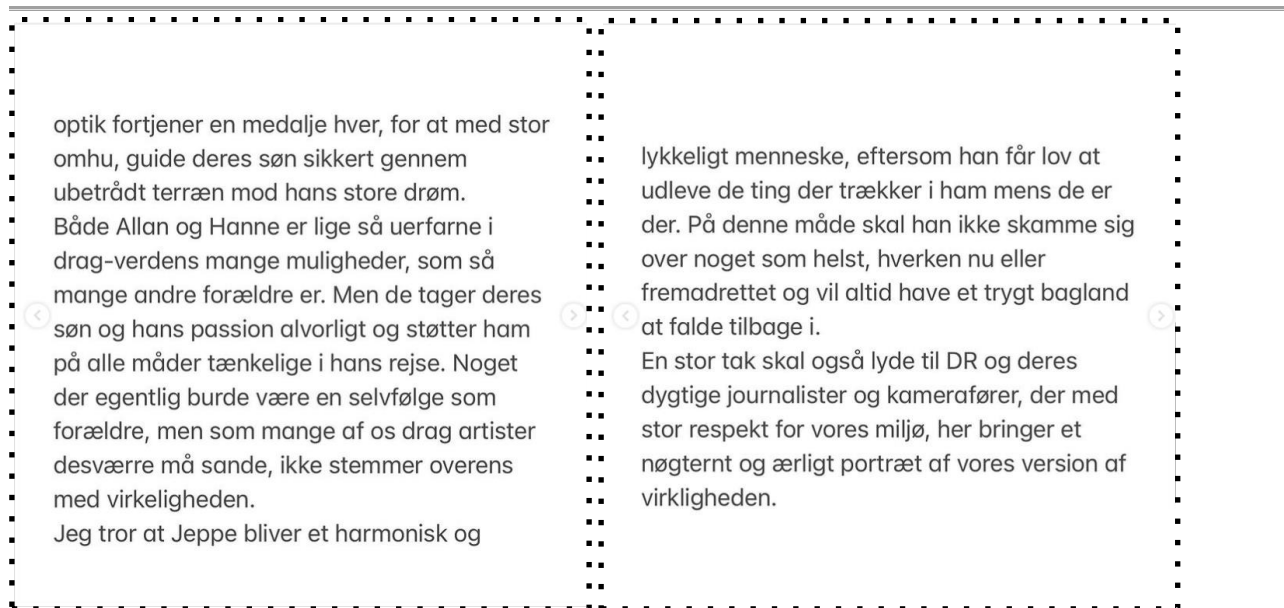 optik fortjener en medalje hver, for at med stor
omhu, guide deres søn sikkert gennem
ubetrådt terræn mod hans store drøm.
Både Allan og Hanne er lige så uerfarne i
drag-verdens mange muligheder, som så
mange andre forældre er. Men de tager deres
søn og hans passion alvorligt og støtter ham
på alle måder tænkelige i hans rejse. Noget
der egentlig burde være en selvfølge som
forældre, men som mange af os drag artister
desværre må sande, ikke stemmer overens
med virkeligheden.
Jeg tror at Jeppe bliver et harmonisk og
lykkeligt menneske, eftersom han får lov at
udleve de ting der trækker i ham mens de er
der. På denne måde skal han ikke skamme sig
over noget som helst, hverken nu eller
fremadrettet og vil altid have et trygt bagland
at falde tilbage i.
En stor tak skal også lyde til DR og deres
dygtige journalister og kamerafører, der med
stor respekt for vores miljø, her bringer et
nøgternt og ærligt portræt af vores version af
virkligheden.